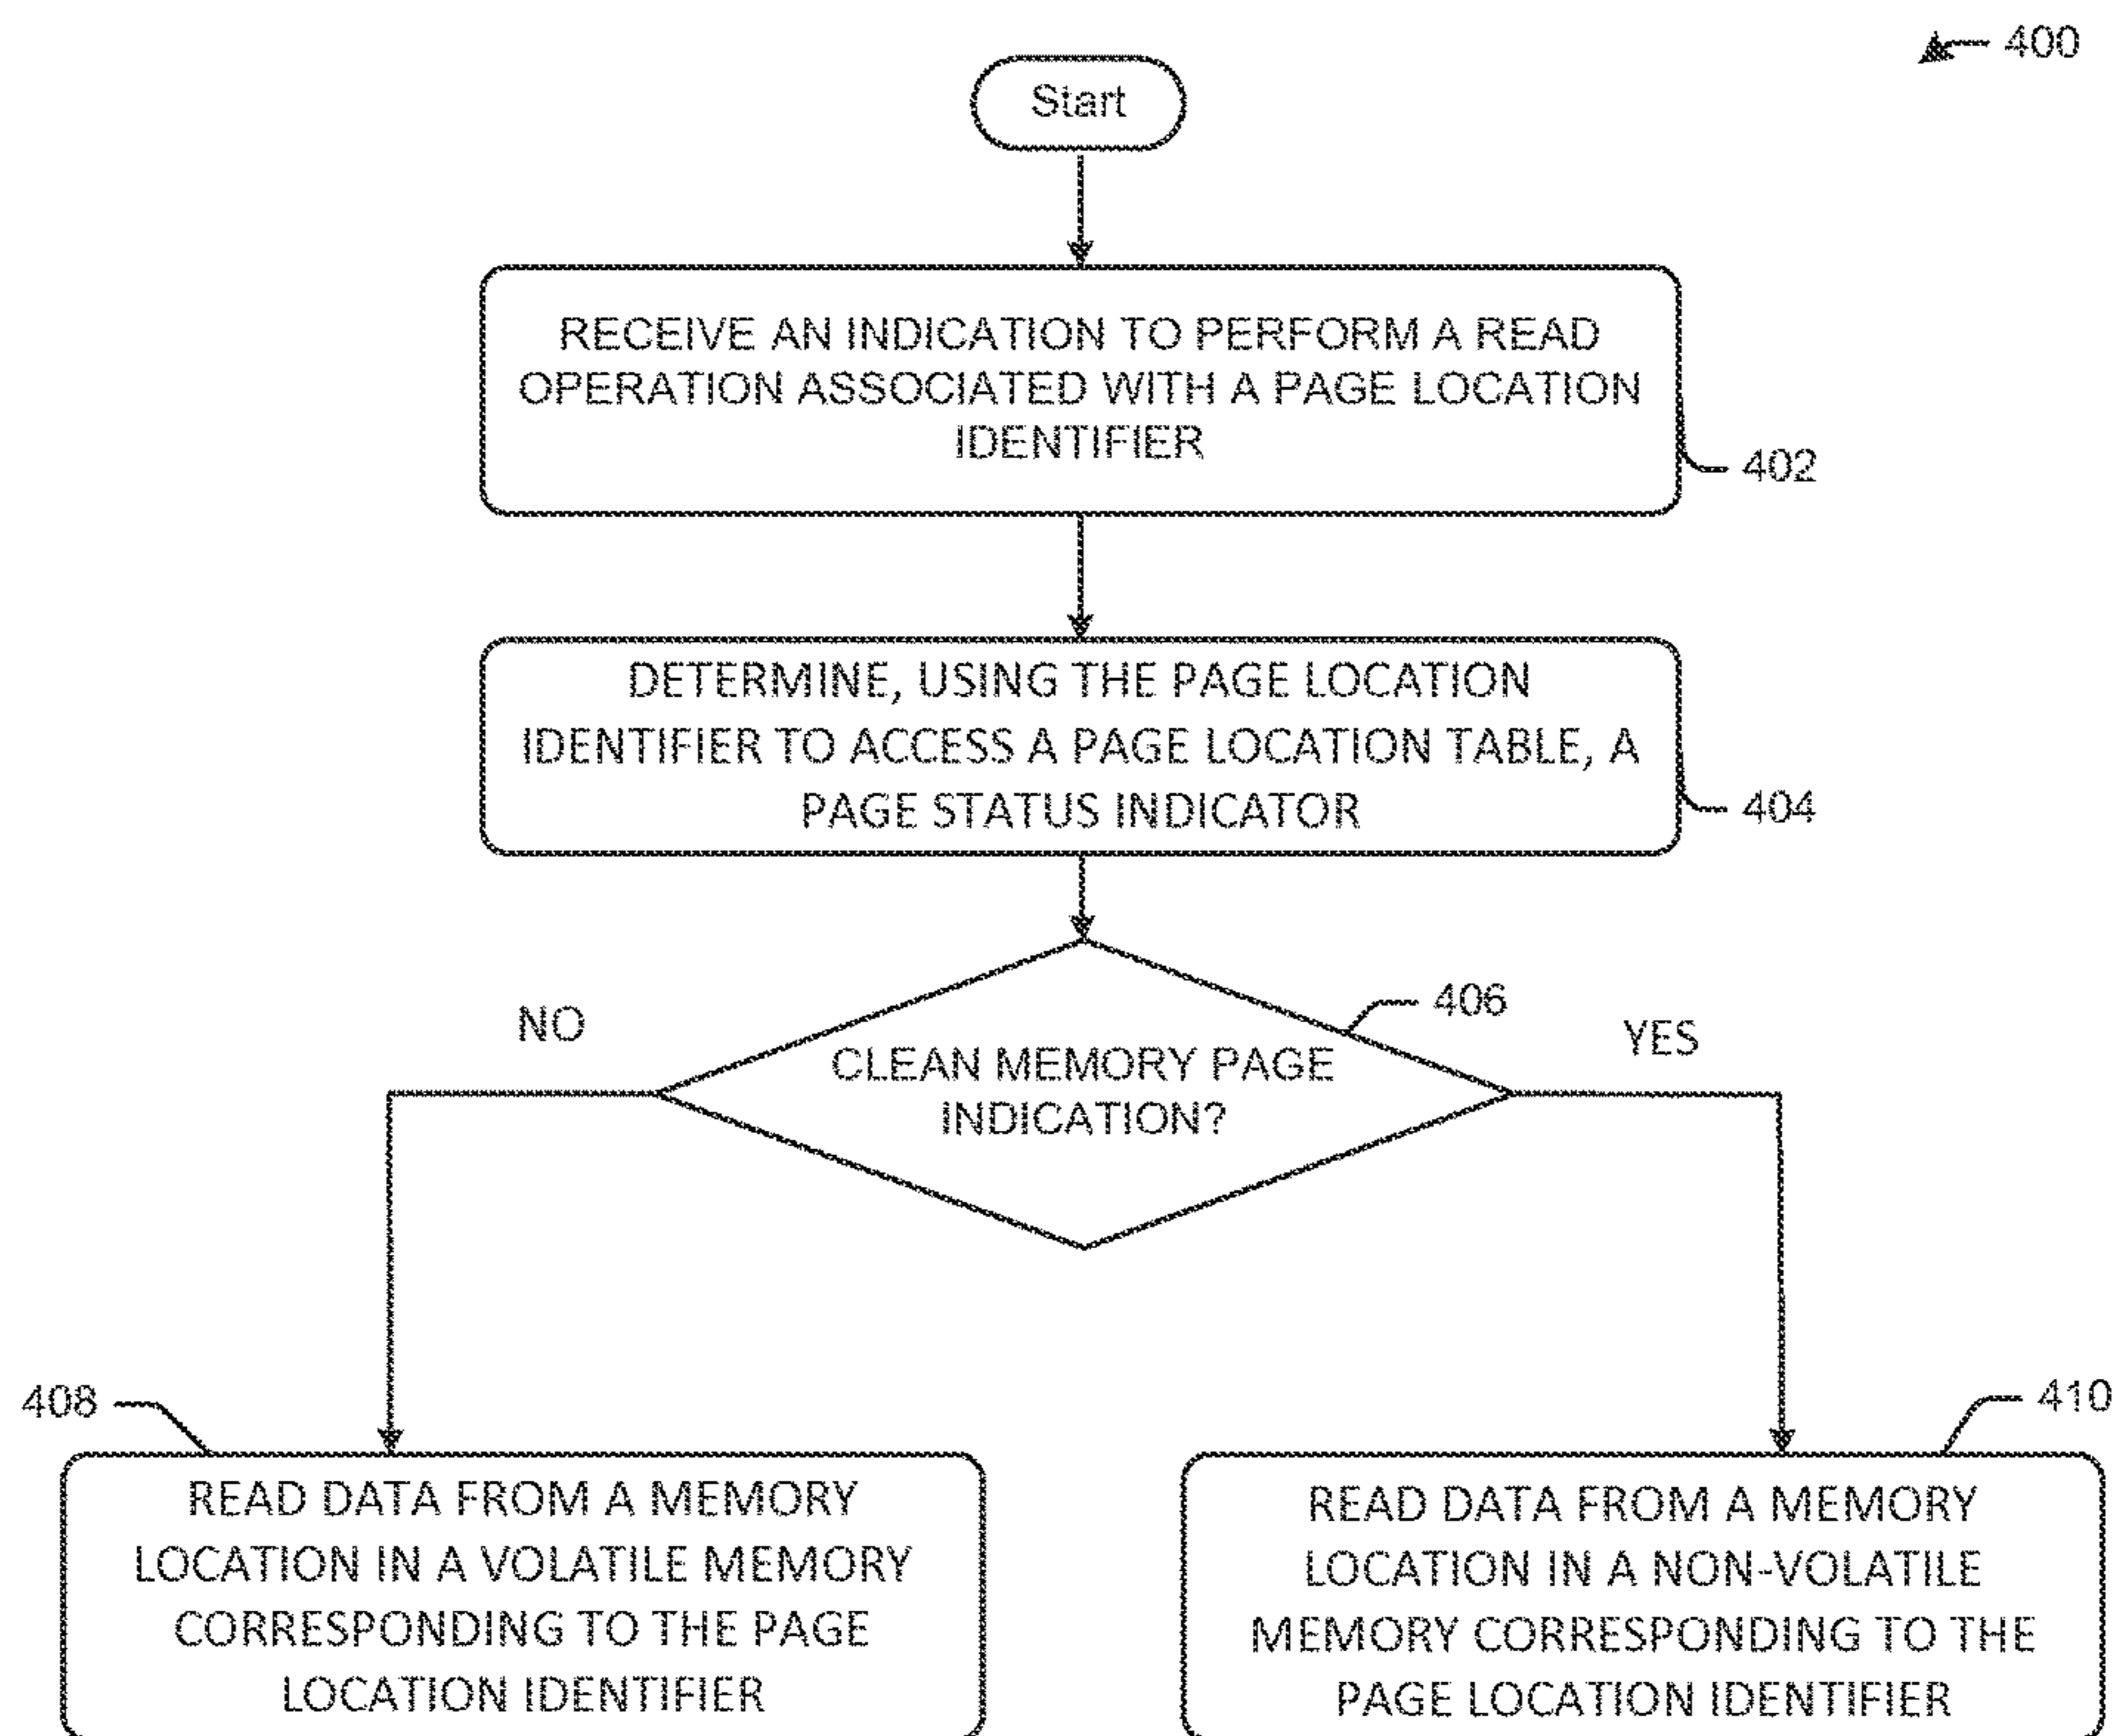 400
Start
RECEIVE AN INDICATION TO PERFORM A READ
OPERATION ASSOCIATED WITH A PAGE LOCATION
IDENTIFIER
402
DETERMINE, USING THE PAGE LOCATION
IDENTIFIER TO ACCESS A PAGE LOCATION TABLE, A
PAGE STATUS INDICATOR
404
406
NO
YES
CLEAN MEMORY PAGE
INDICATION?
408
READ DATA FROM A MEMORY
LOCATION IN A VOLATILE MEMORY
CORRESPONDING TO THE PAGE
LOCATION IDENTIFIER
410
READ DATA FROM A MEMORY
LOCATION IN A NON-VOLATILE
MEMORY CORRESPONDING TO THE
PAGE LOCATION IDENTIFIER